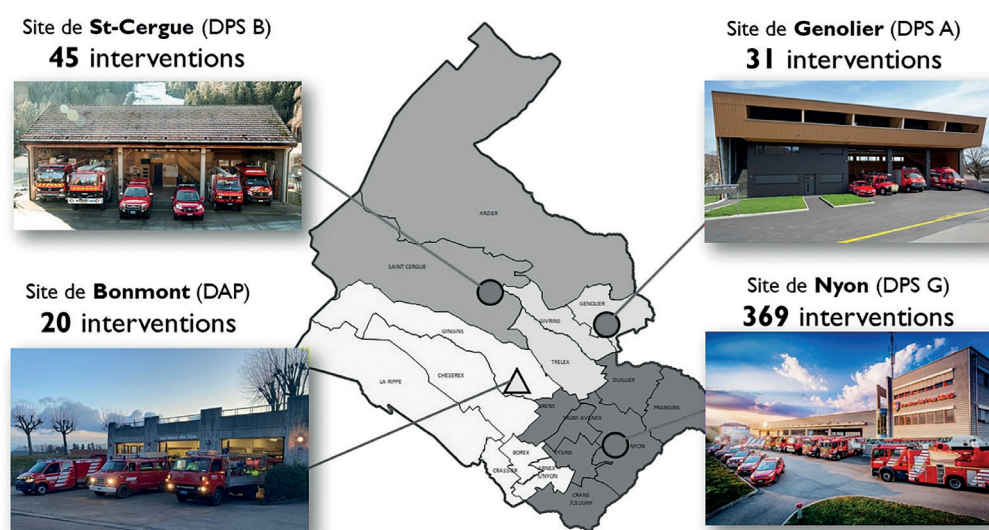 Site de St-Cergue (DPS B)
45 interventions
Site de Genolier (DPS A)
31 interventions
Site de Bonmont (DAP)
20 interventions
Site de Nyon (DPS G)
369 interventions
ARZIER
SAINT CERGUE
GENOLIER
GIVRINS
GINGINS
TRELEX
LA RIPPE
CHESEREX
DUILLIER
PRANGINS
NYON
EYSINS
BOREX
CRASSIER
ARNEX
S/NYON
CRANS
/CELIGNY